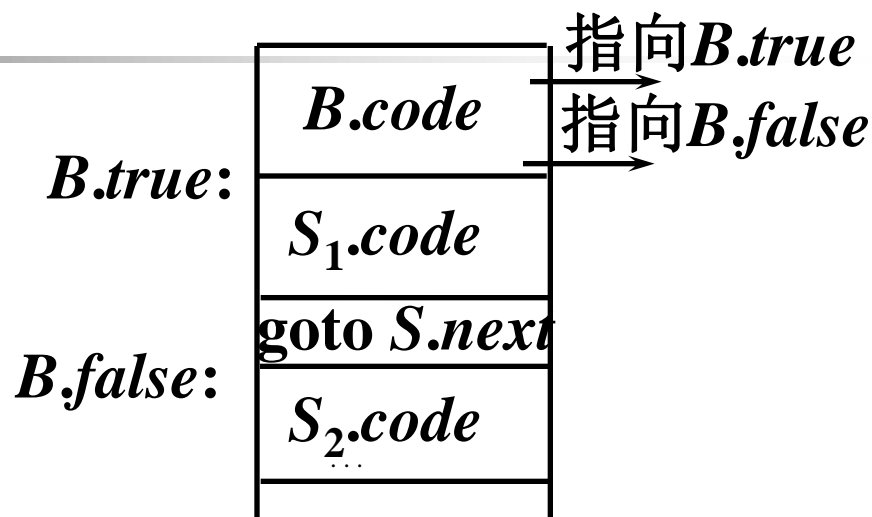 指向B.true
B.code
指向B.false
B.true:
S₁.code
goto S.next
B.false:
S₂.code
...